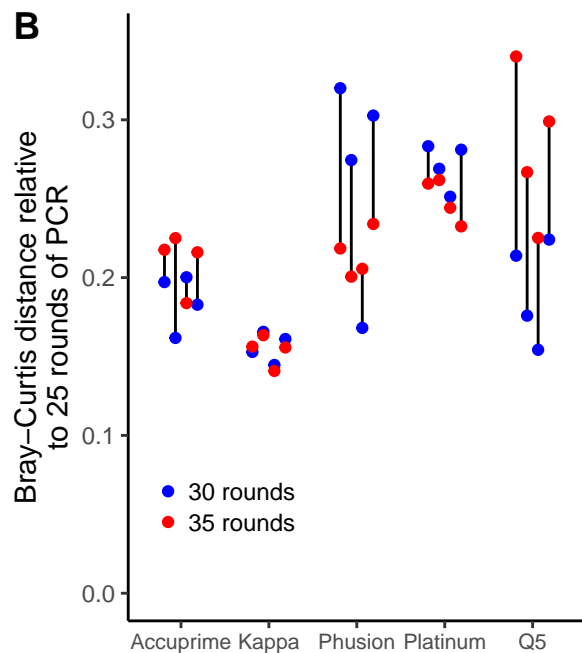 B
Bray−Curtis distance relative
to 25 rounds of PCR
0.3
0.2
0.1
0.0
30 rounds
35 rounds
Accuprime Kappa Phusion Platinum Q5